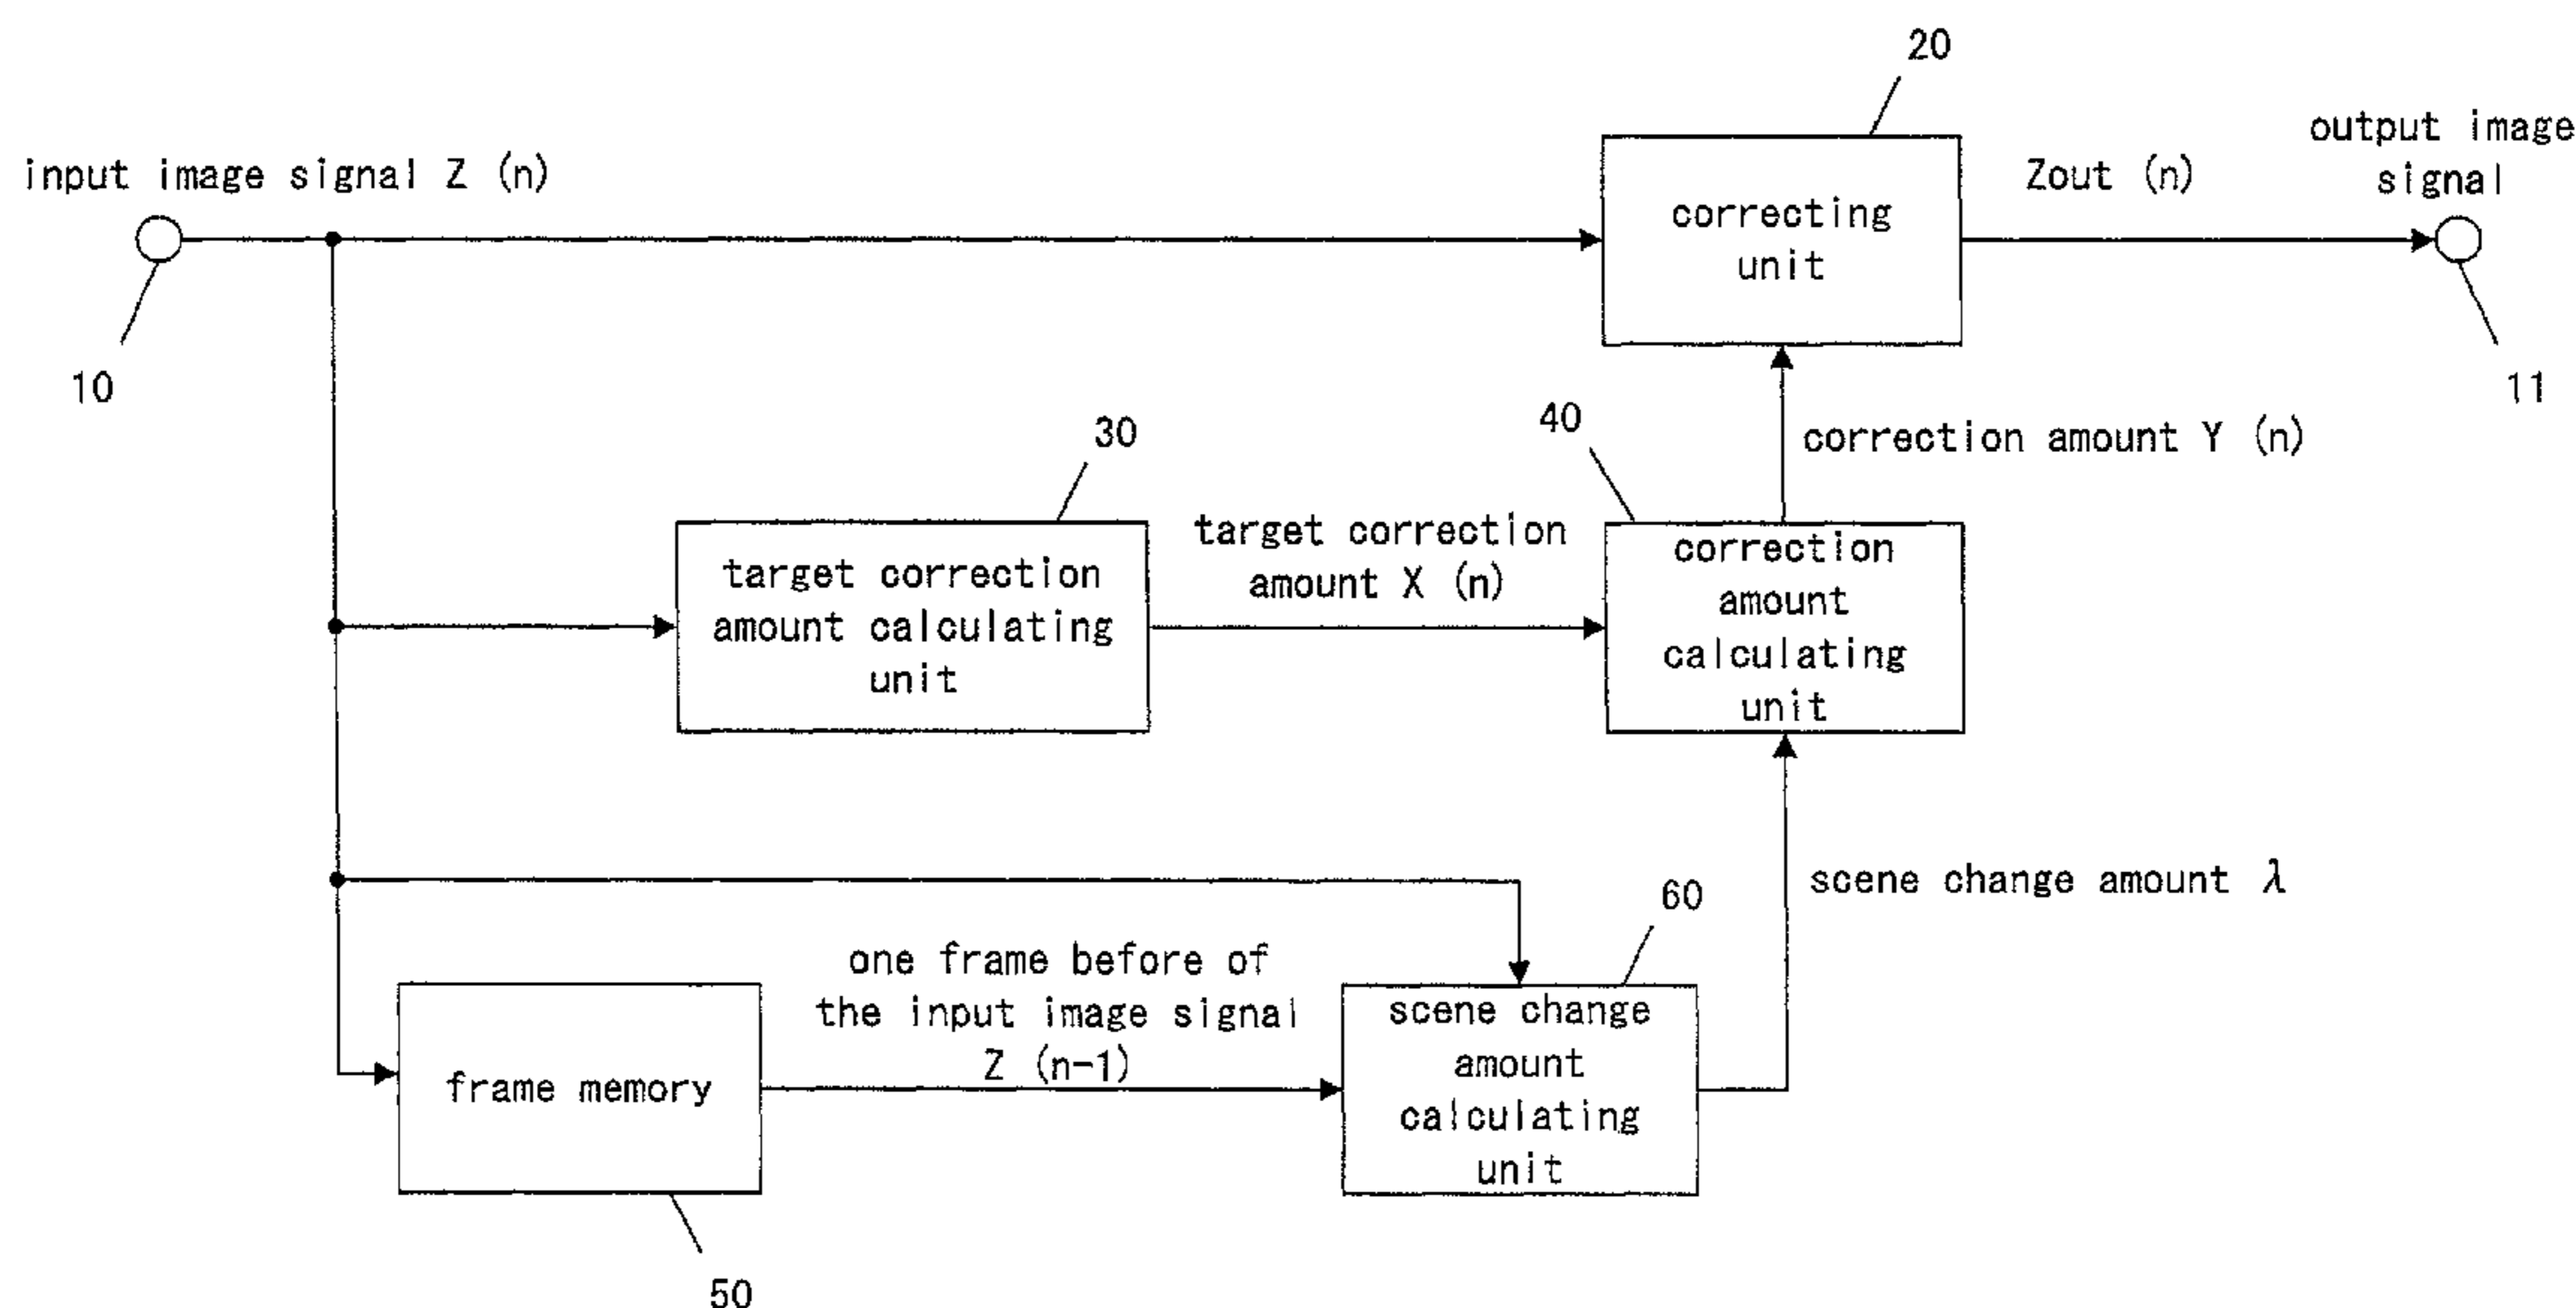 20
input image signal Z (n)
correcting
unit
Zout (n)
output image
signal
10
11
30
40
correction amount Y (n)
target correction
amount calculating
unit
target correction
amount X (n)
correction
amount
calculating
unit
scene change amount λ
60
one frame before of
the input image signal
Z (n-1)
frame memory
scene change
amount
calculating
unit
50